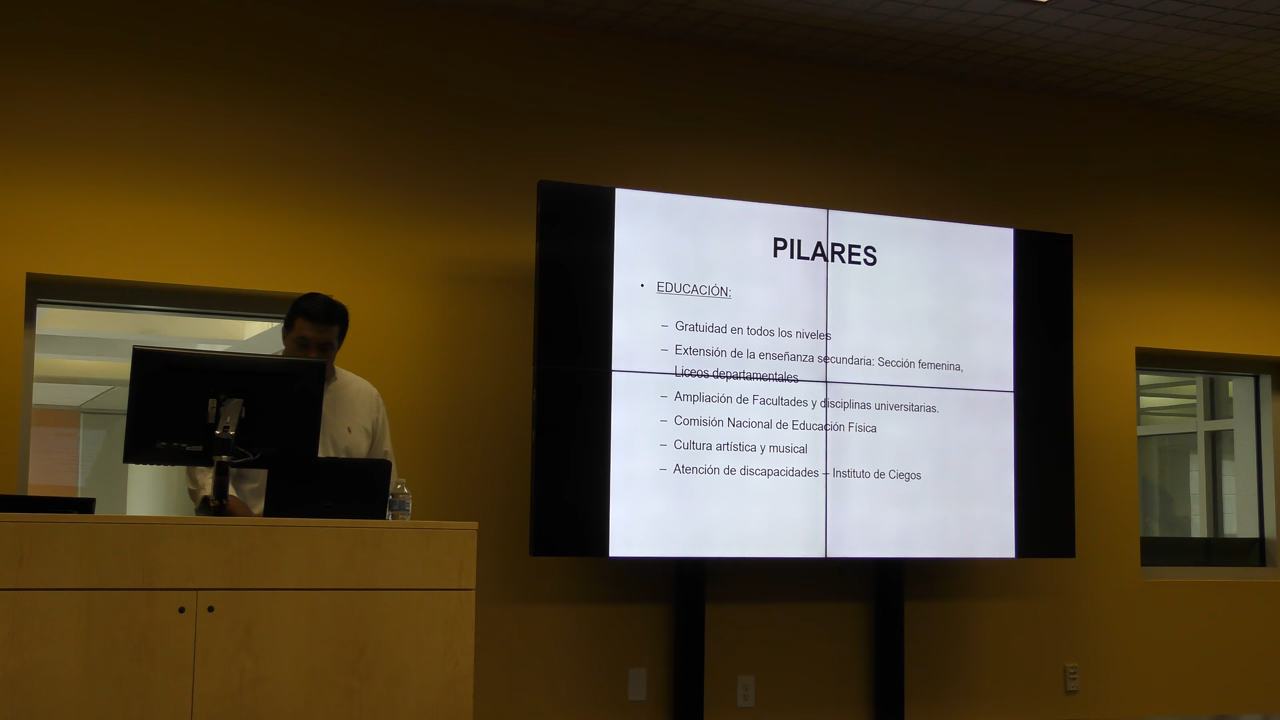 PILARES
• EDUCACIÓN:
– Gratuidad en todos los niveles
– Extensión de la enseñanza secundaria: Sección femenina,
Liceos departamentales
– Ampliación de Facultades y disciplinas universitarias.
– Comisión Nacional de Educación Física
– Cultura artística y musical
– Atención de discapacidades – Instituto de Ciegos